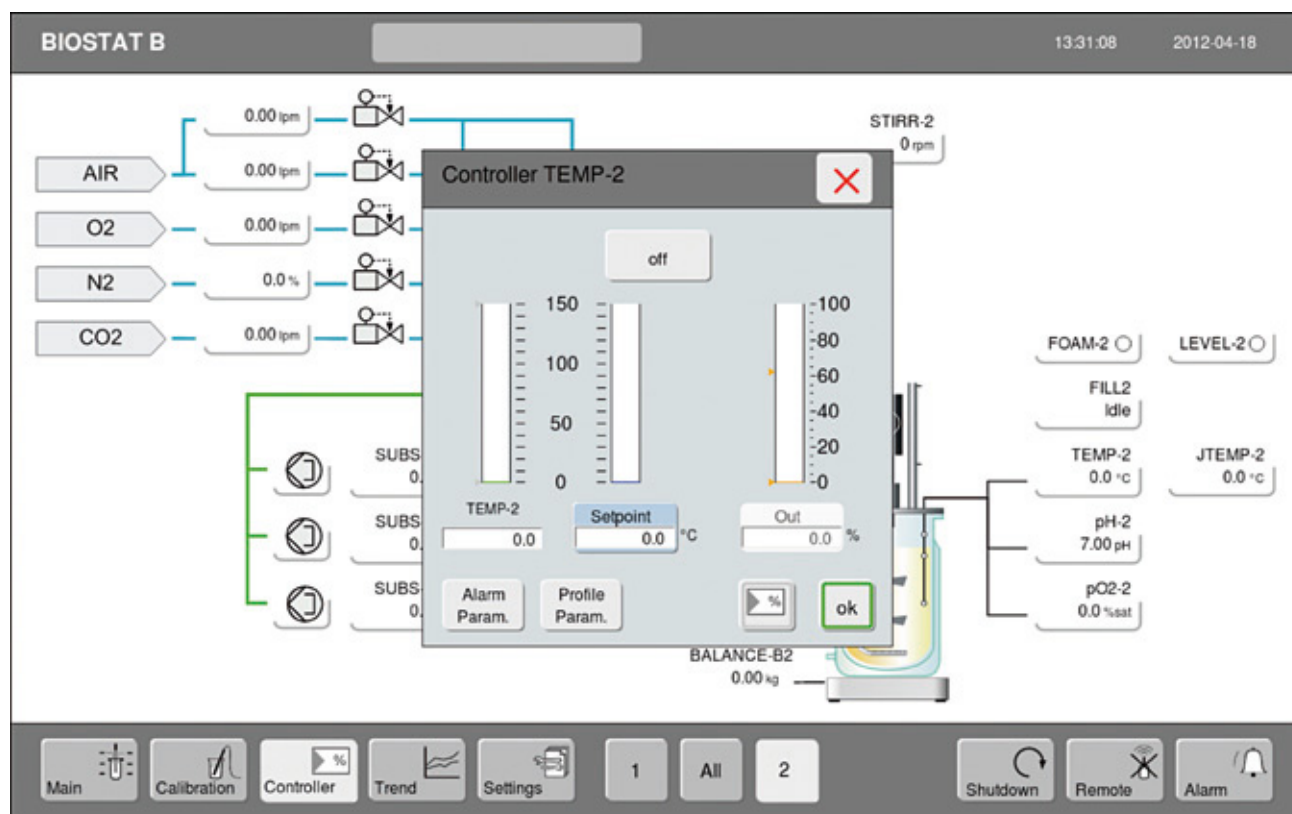 BIOSTAT B
13:31:08 2012-04-18
0.00 lpm
STIRR-2
0 rpm
AIR 0.00 lpm
Controller TEMP-2
O2 0.00 lpm
off
N2 0.0 %
CO2 0.00 lpm
150 100
80
100
60
50 40
20
0 0
FOAM-2 LEVEL-2
FILL2
Idle
SUBS
0.
TEMP-2 JTEMP-2
0.0 °C 0.0 °C
TEMP-2 Setpoint Out
0.0 0.0 °C 0.0 %
SUBS
0.
pH-2
7.00 pH
SUBS
0.
Alarm Param. Profile Param. % ok
pO2-2
0.0 %sat
BALANCE-B2
0.00 kg
Main Calibration % Controller Trend Settings 1 All 2 Shutdown Remote Alarm